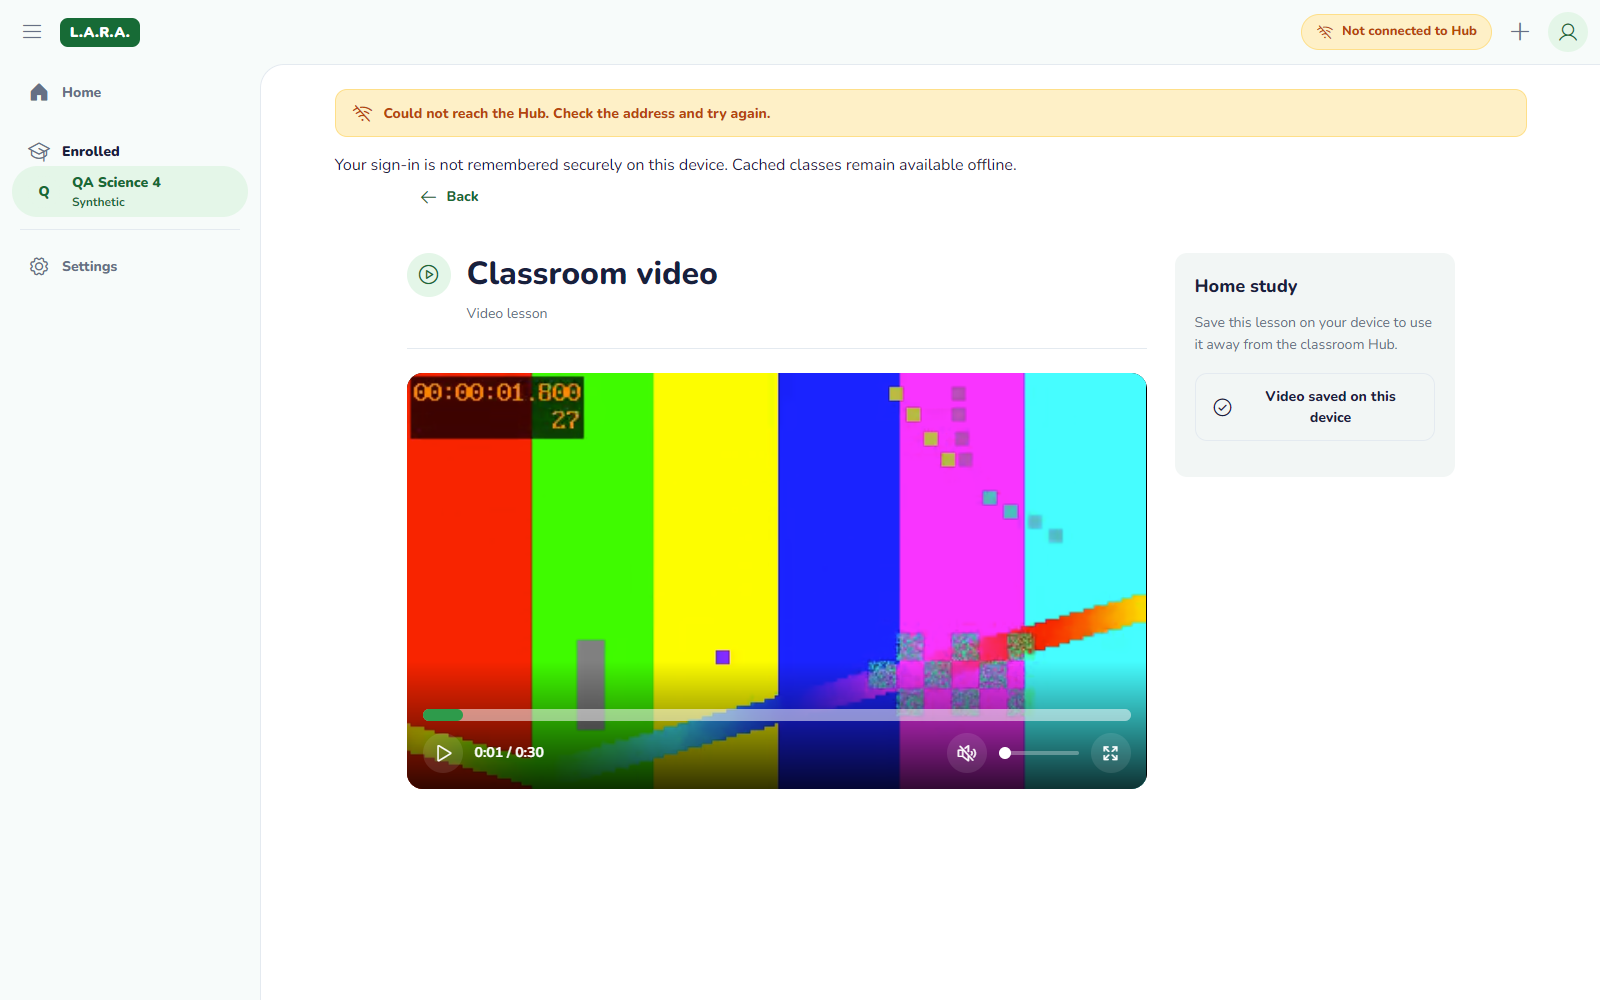 L.A.R.A.
Not connected to Hub
Home
Enrolled
Q
QA Science 4
Synthetic
Settings
Could not reach the Hub. Check the address and try again.
Your sign-in is not remembered securely on this device. Cached classes remain available offline.
Back
Classroom video
Video lesson
00:00:01.800
27
0:01 / 0:30
Home study
Save this lesson on your device to use
it away from the classroom Hub.
Video saved on this
device